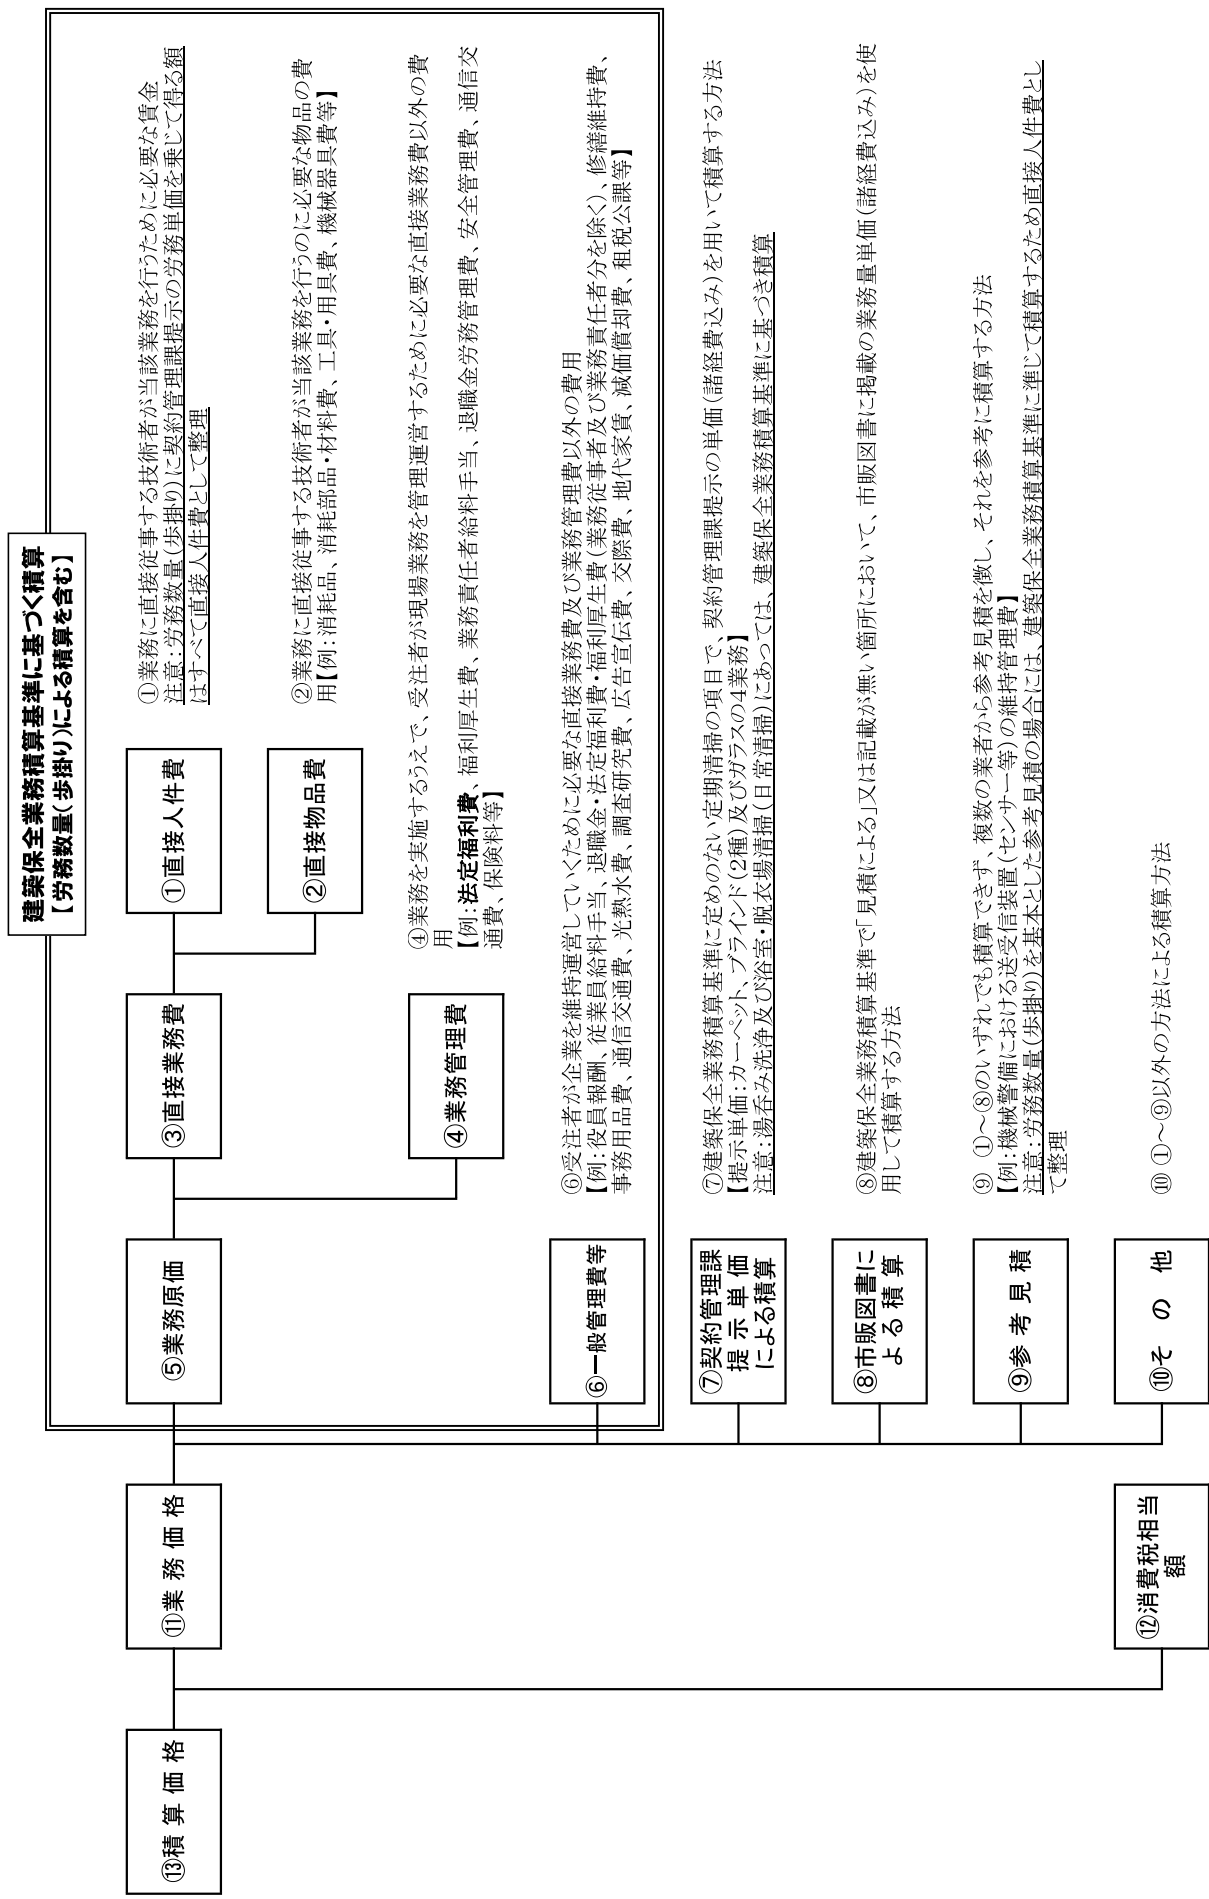 建築保全業務積算基準に基づく積算
【労務数量(歩掛り)による積算を含む】
⑬積算価格
⑪業務価格
⑤業務原価
③直接業務費
①直接人件費
①業務に直接従事する技術者が当該業務を行うために必要な賃金
注意:労務数量(歩掛り)に契約管理課提示の労務単価を乗じて得る額
はすべて直接人件費として整理
②直接物品費
②業務に直接従事する技術者が当該業務を行うのに必要な物品の費
用【例:消耗品、消耗部品・材料費、工具・用具費、機械器具費等】
④業務管理費
④業務を実施するうえで、受注者が現場業務を管理運営するために必要な直接業務費以外の費
用
【例:法定福利費、福利厚生費、業務責任者給料手当、退職金労務管理費、安全管理費、通信交
通費、保険料等】
⑥一般管理費等
⑥受注者が企業を維持運営していくために必要な直接業務費及び業務管理費以外の費用
【例:役員報酬、従業員給料手当、退職金・法定福利費・福利厚生費(業務従事者及び業務責任者分を除く)、修繕維持費、
事務用品費、通信交通費、光熱水費、調査研究費、広告宣伝費、交際費、地代家賃、減価償却費、租税公課等】
⑦契約管理課
提示単価
による積算
⑦建築保全業務積算基準に定めのない定期清掃の項目で、契約管理課提示の単価(諸経費込み)を用いて積算する方法
【提示単価:カーペット、ブラインド(2種)及びガラスの4業務】
注意:湯呑み洗浄及び浴室・脱衣場清掃(日常清掃)にあっては、建築保全業務積算基準に基づき積算
⑧市販図書に
よる積算
⑧建築保全業務積算基準で「見積による」又は記載が無い箇所において、市販図書に掲載の業務量単価(諸経費込み)を使
用して積算する方法
⑨参考見積
⑨ ①~⑧のいずれでも積算できず、複数の業者から参考見積を徴し、それを参考に積算する方法
【例:機械警備における送受信装置(センサー等)の維持管理費】
注意:労務数量(歩掛り)を基本とした参考見積の場合には、建築保全業務積算基準に準じて積算するため直接人件費とし
て整理
⑫消費税相当
額
⑩その他
⑩ ①~⑨以外の方法による積算方法